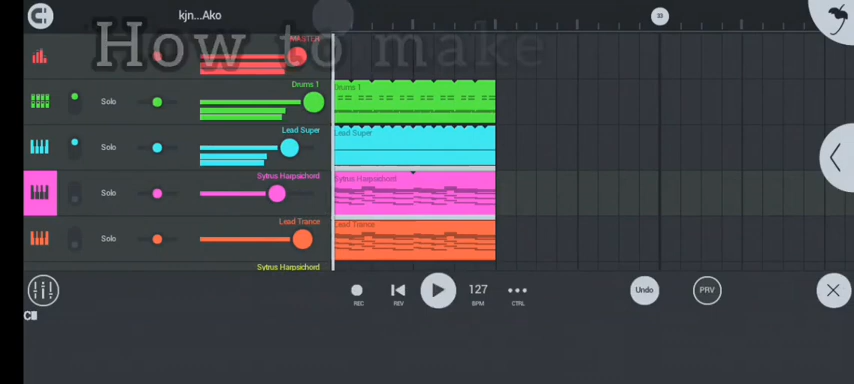 kjn...Ako
33
How to make
MASTER
Drums 1
Solo
Drums 1
Lead Super
Solo
Lead Super
Sytrus Harpsichord
Solo
Sytrus Harpsichord
Lead Trance
Solo
Lead Trance
Sytrus Harpsichord
127
Undo
PRV
REC
REV
BPM
CTRL